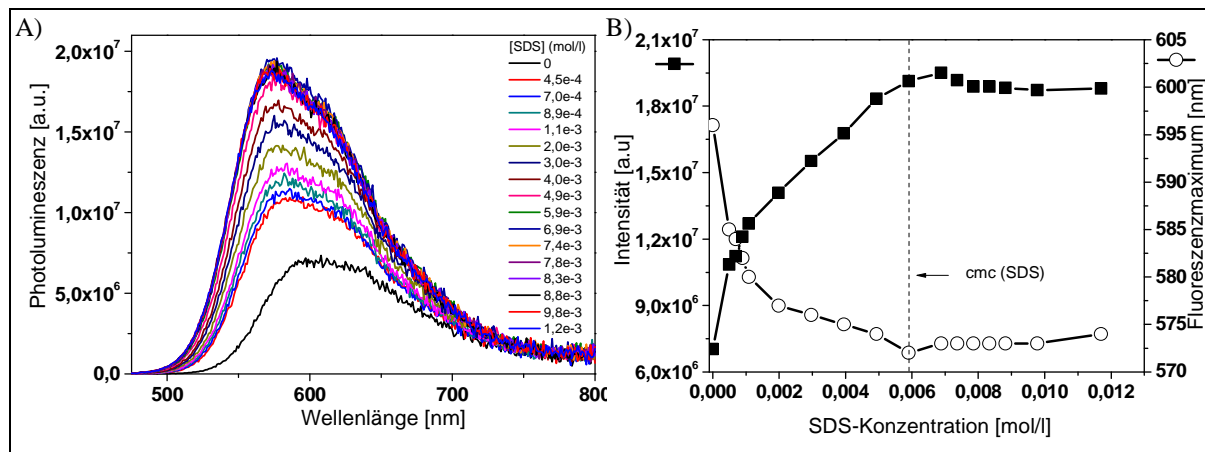 A)
Photolumineszenz [a.u.]
2,0x10⁷
1,5x10⁷
1,0x10⁷
5,0x10⁶
0,0
500
550
600
650
700
750
800
Wellenlänge [nm]
[SDS] (mol/l)
0
4,5e-4
7,0e-4
8,9e-4
1,1e-3
2,0e-3
3,0e-3
4,0e-3
4,9e-3
5,9e-3
6,9e-3
7,4e-3
7,8e-3
8,3e-3
8,8e-3
9,8e-3
1,2e-3
B)
Intensität [a.u]
2,1x10⁷
1,8x10⁷
1,5x10⁷
1,2x10⁷
9,0x10⁶
6,0x10⁶
0,000
0,002
0,004
0,006
0,008
0,010
0,012
SDS-Konzentration [mol/l]
cmc (SDS)
605
600
595
590
585
580
575
570
Fluoreszenzmaximum [nm]